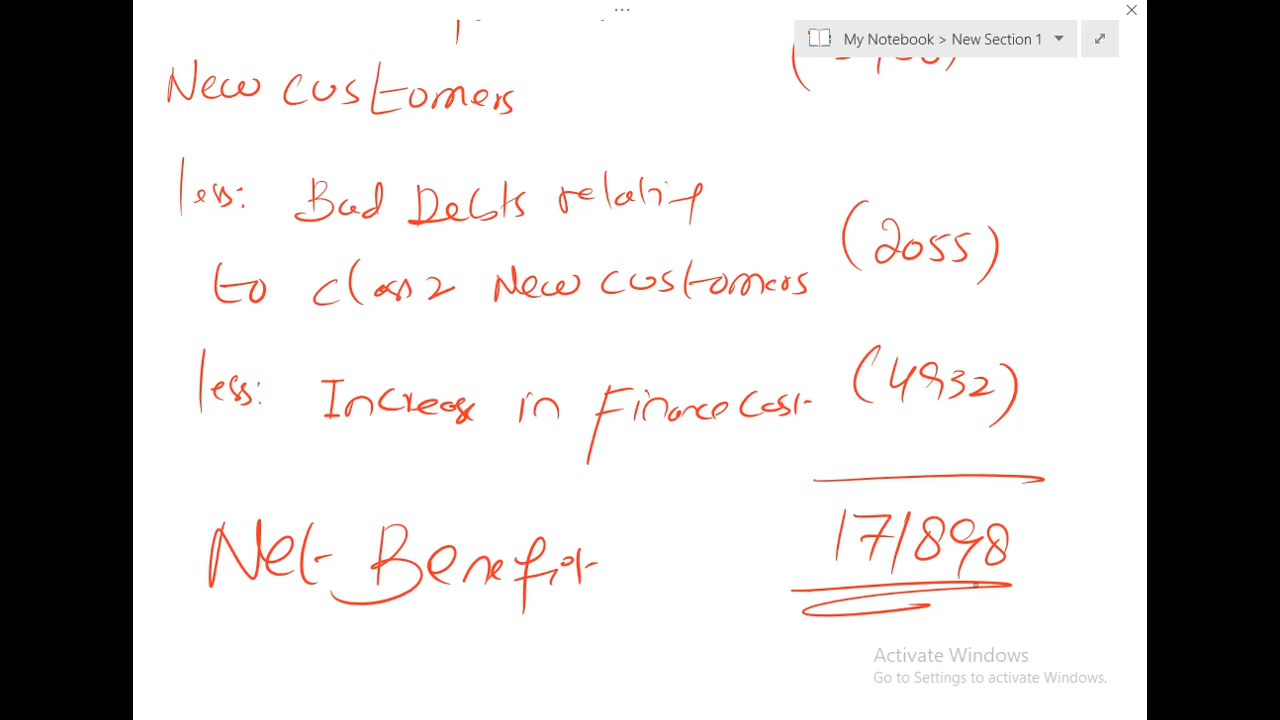 ...
My Notebook > New Section 1
New customers
less: Bad Debts relating
to class 2 New customers (2055)
less: Increase in Finance cost (4932)
Net Benefit 171898
Activate Windows
Go to Settings to activate Windows.